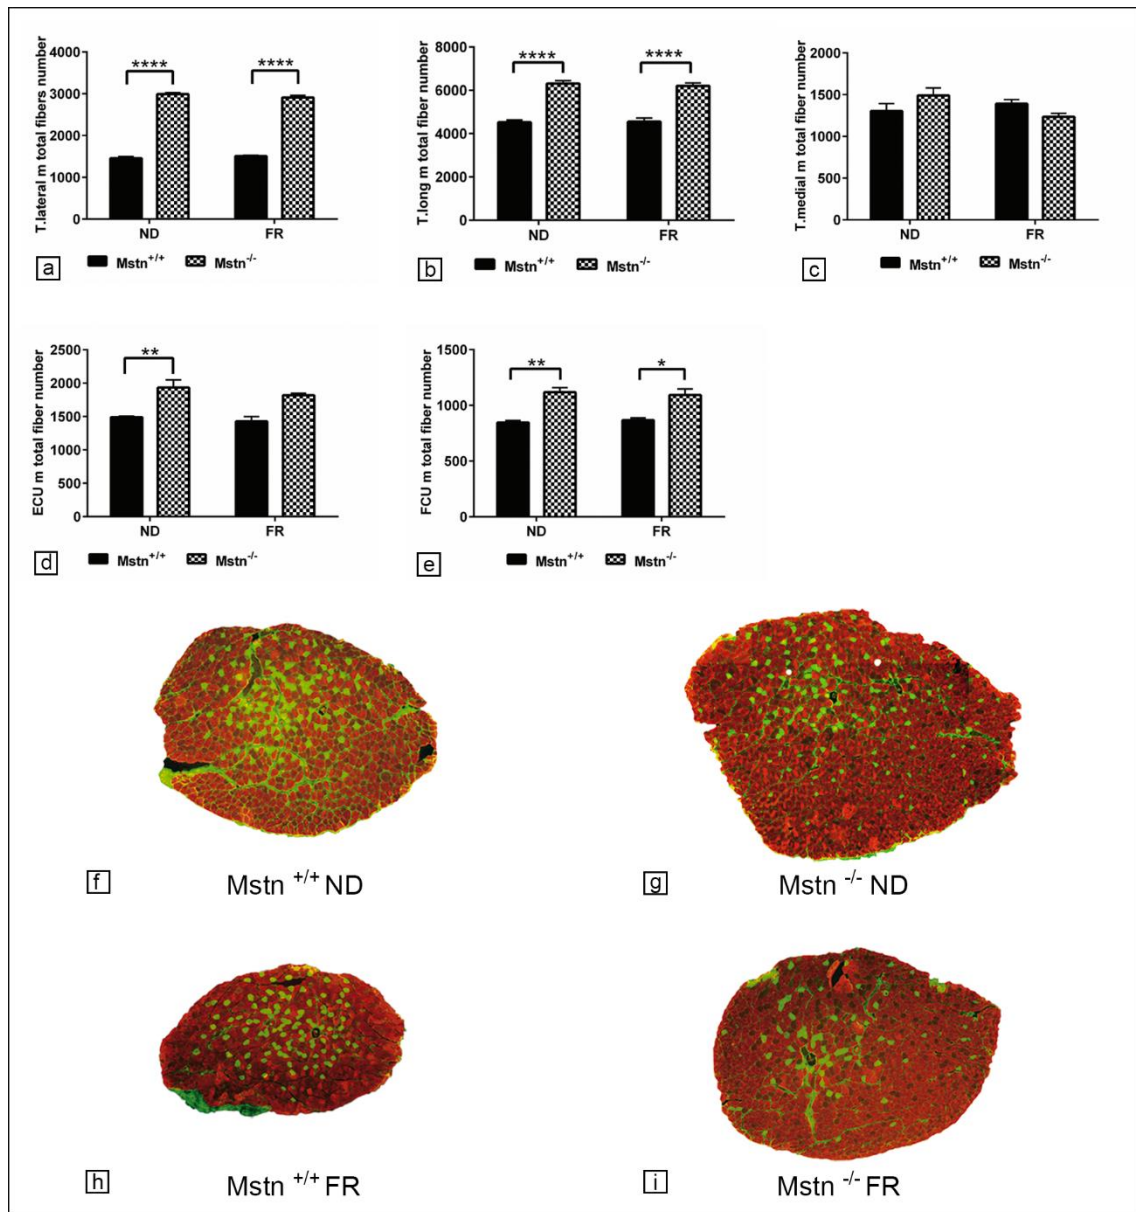 T.lateral m total fibers number
4000
3000
2000
1000
0
**** ****
ND FR
a Mstn+/+ Mstn-/-
T.long m total fiber number
8000
6000
4000
2000
0
**** ****
ND FR
b Mstn+/+ Mstn-/-
T.medial m total fiber number
2000
1500
1000
500
0
ND FR
c Mstn+/+ Mstn-/-
ECU m total fiber number
2500
2000
1500
1000
500
0
**
ND FR
d Mstn+/+ Mstn-/-
FCU m total fiber number
1500
1000
500
0
** *
ND FR
e Mstn+/+ Mstn-/-
f Mstn +/+ ND
g Mstn -/- ND
h Mstn +/+ FR
i Mstn -/- FR